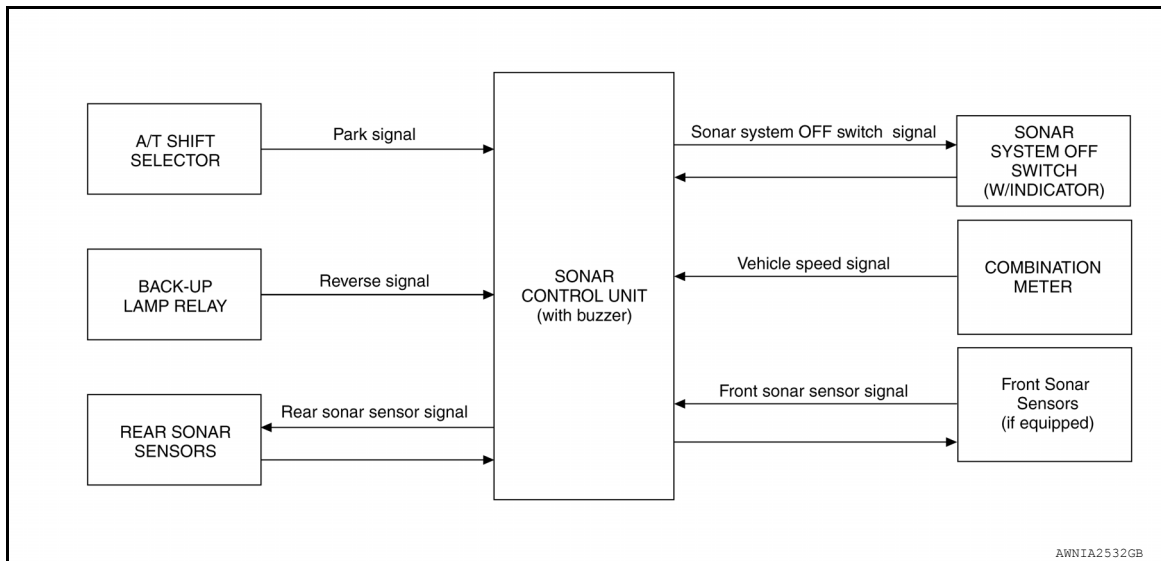 A/T SHIFT
SELECTOR
Park signal
BACK-UP
LAMP RELAY
Reverse signal
REAR SONAR
SENSORS
Rear sonar sensor signal
SONAR
CONTROL UNIT
(with buzzer)
Sonar system OFF switch signal
SONAR
SYSTEM OFF
SWITCH
(W/INDICATOR)
Vehicle speed signal
COMBINATION
METER
Front sonar sensor signal
Front Sonar
Sensors
(if equipped)
AWNIA2532GB